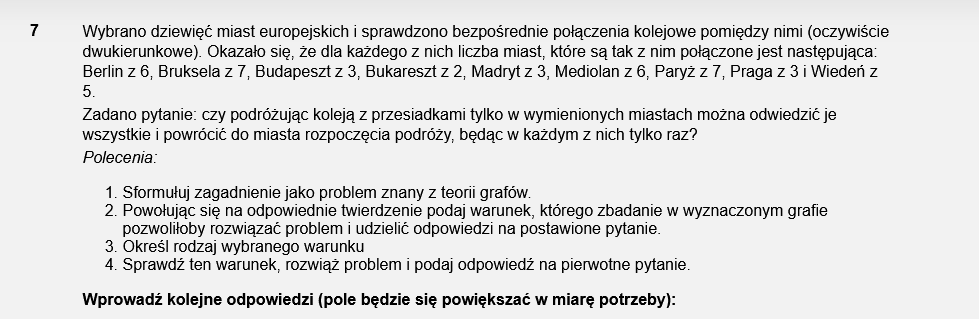 7
Wybrano dziewięć miast europejskich i sprawdzono bezpośrednie połączenia kolejowe pomiędzy nimi (oczywiście
dwukierunkowe). Okazało się, że dla każdego z nich liczba miast, które są tak z nim połączone jest następująca:
Berlin z 6, Bruksela z 7, Budapeszt z 3, Bukareszt z 2, Madryt z 3, Mediolan z 6, Paryż z 7, Praga z 3 i Wiedeń z
5.
Zadano pytanie: czy podróżując koleją z przesiadkami tylko w wymienionych miastach można odwiedzić je
wszystkie i powrócić do miasta rozpoczęcia podróży, będąc w każdym z nich tylko raz?
Polecenia:
1. Sformułuj zagadnienie jako problem znany z teorii grafów.
2. Powołując się na odpowiednie twierdzenie podaj warunek, którego zbadanie w wyznaczonym grafie
pozwoliłoby rozwiązać problem i udzielić odpowiedzi na postawione pytanie.
3. Określ rodzaj wybranego warunku
4. Sprawdź ten warunek, rozwiąż problem i podaj odpowiedź na pierwotne pytanie.
Wprowadź kolejne odpowiedzi (pole będzie się powiększać w miarę potrzeby):